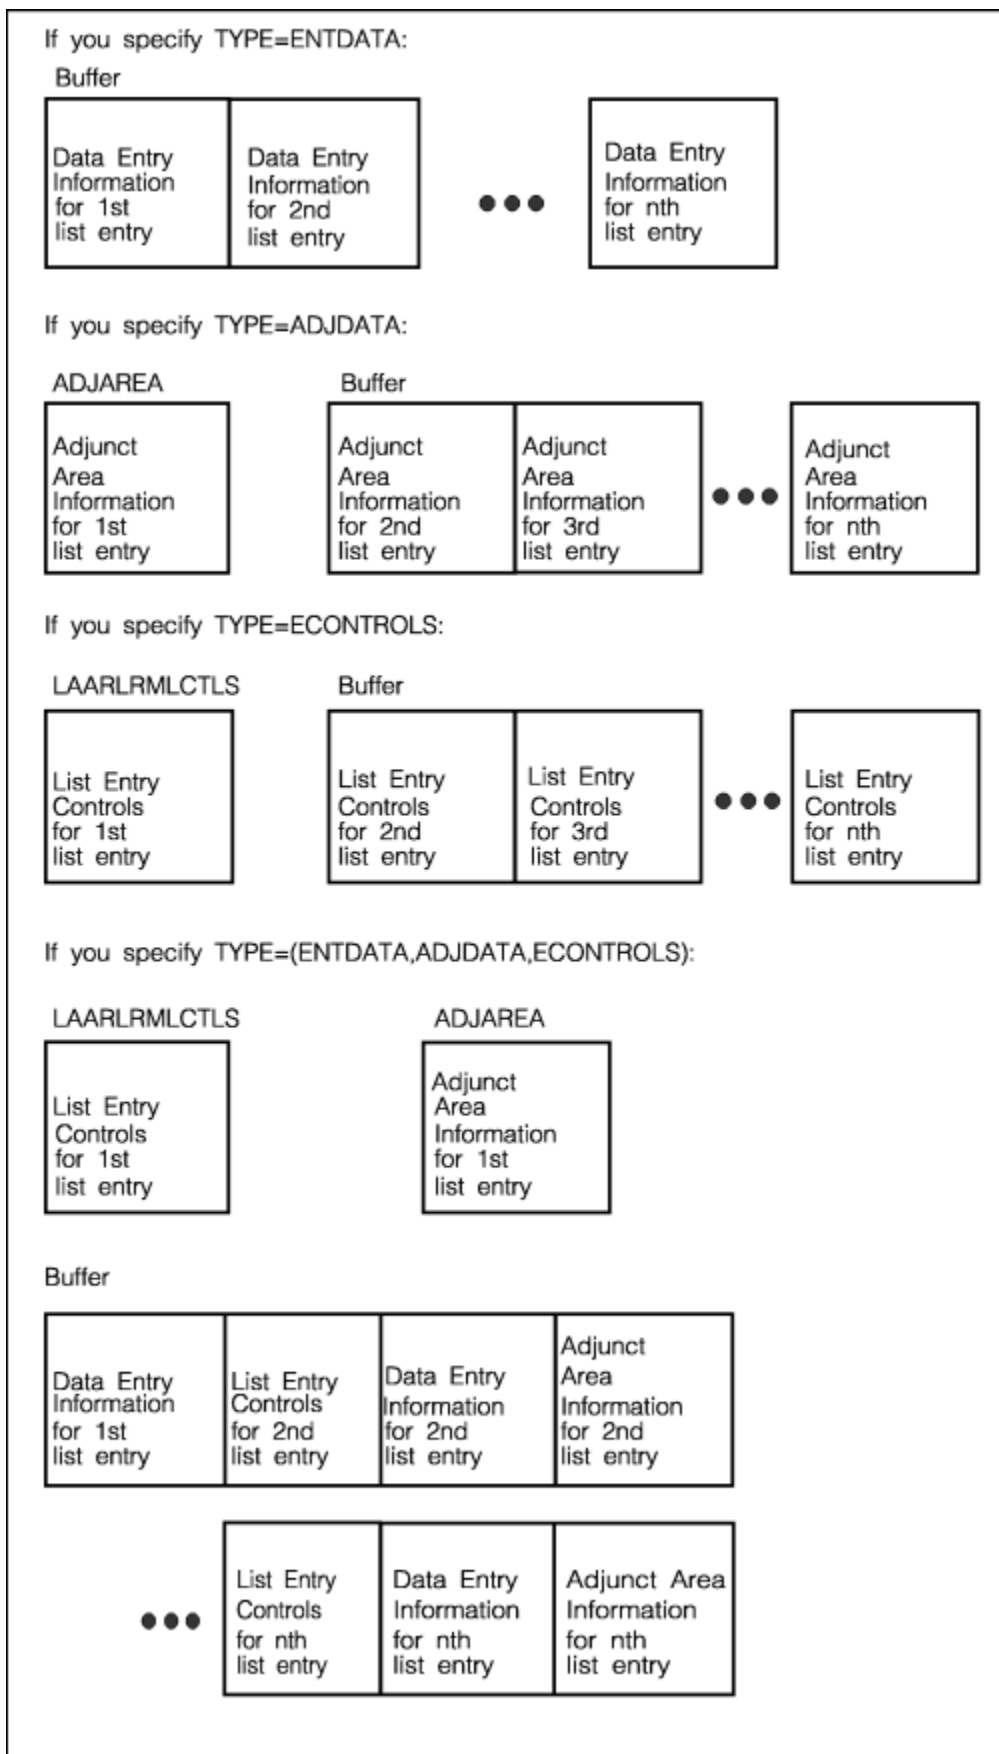 If you specify TYPE=ENTDATA:
Buffer
Data Entry
Information
for 1st
list entry
Data Entry
Information
for 2nd
list entry
Data Entry
Information
for nth
list entry
If you specify TYPE=ADJDATA:
ADJAREA
Buffer
Adjunct
Area
Information
for 1st
list entry
Adjunct
Area
Information
for 2nd
list entry
Adjunct
Area
Information
for 3rd
list entry
Adjunct
Area
Information
for nth
list entry
If you specify TYPE=ECONTROLS:
LAARLRMLCTLS
Buffer
List Entry
Controls
for 1st
list entry
List Entry
Controls
for 2nd
list entry
List Entry
Controls
for 3rd
list entry
List Entry
Controls
for nth
list entry
If you specify TYPE=(ENTDATA,ADJDATA,ECONTROLS):
LAARLRMLCTLS
ADJAREA
List Entry
Controls
for 1st
list entry
Adjunct
Area
Information
for 1st
list entry
Buffer
Data Entry
Information
for 1st
list entry
List Entry
Controls
for 2nd
list entry
Data Entry
Information
for 2nd
list entry
Adjunct
Area
Information
for 2nd
list entry
List Entry
Controls
for nth
list entry
Data Entry
Information
for nth
list entry
Adjunct Area
Information
for nth
list entry